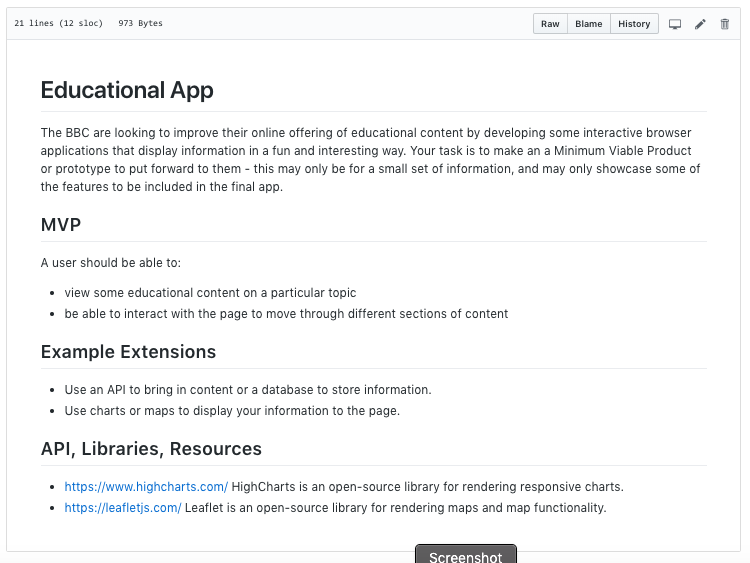 21 lines (12 sloc) 973 Bytes
Raw Blame History
Educational App
The BBC are looking to improve their online offering of educational content by developing some interactive browser
applications that display information in a fun and interesting way. Your task is to make an a Minimum Viable Product
or prototype to put forward to them - this may only be for a small set of information, and may only showcase some of
the features to be included in the final app.
MVP
A user should be able to:
• view some educational content on a particular topic
• be able to interact with the page to move through different sections of content
Example Extensions
• Use an API to bring in content or a database to store information.
• Use charts or maps to display your information to the page.
API, Libraries, Resources
• https://www.highcharts.com/ HighCharts is an open-source library for rendering responsive charts.
• https://leafletjs.com/ Leaflet is an open-source library for rendering maps and map functionality.
Screenshot